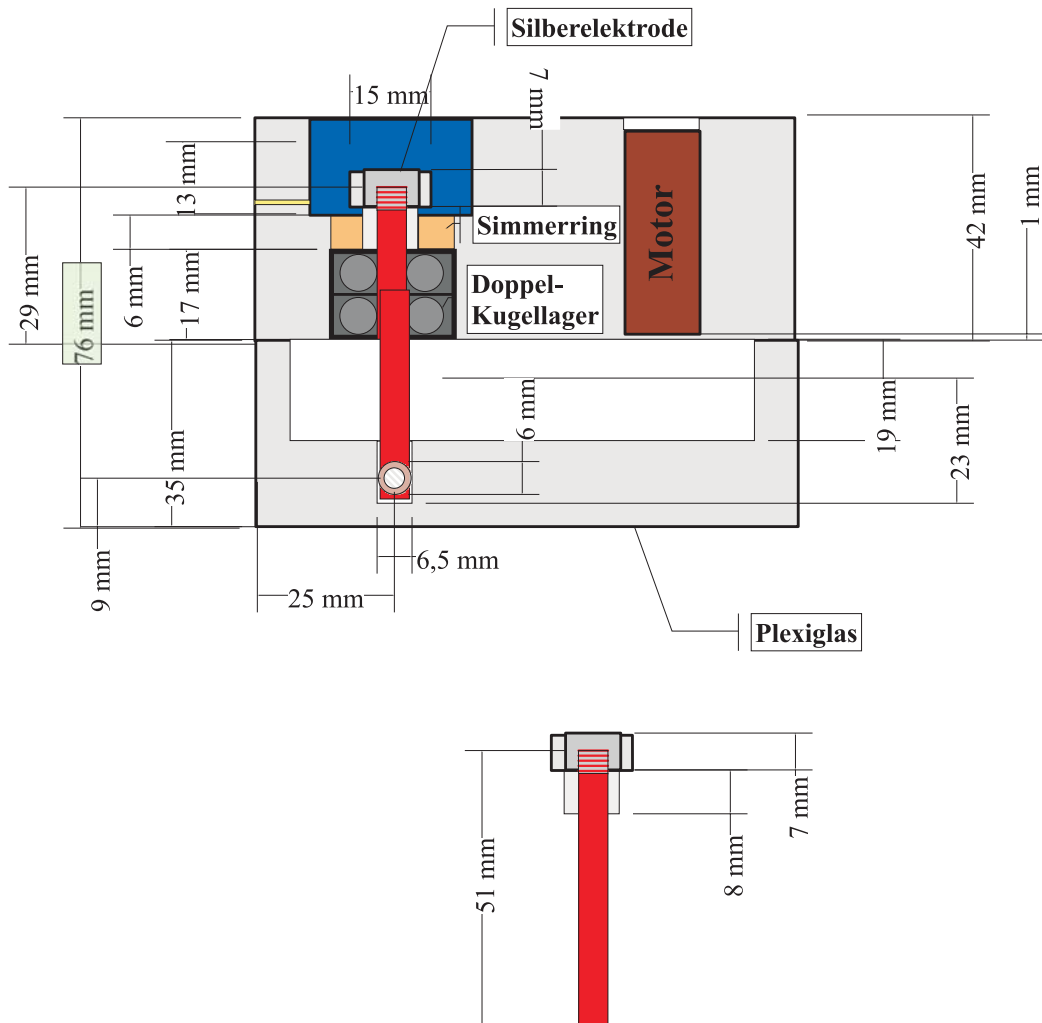 Silberelektrode
15 mm
7 mm
13 mm
Simmerring
Motor
42 mm
1 mm
29 mm
76 mm
6 mm
17 mm
Doppel-
Kugellager
6 mm
19 mm
23 mm
35 mm
9 mm
6,5 mm
25 mm
Plexiglas
51 mm
8 mm
7 mm